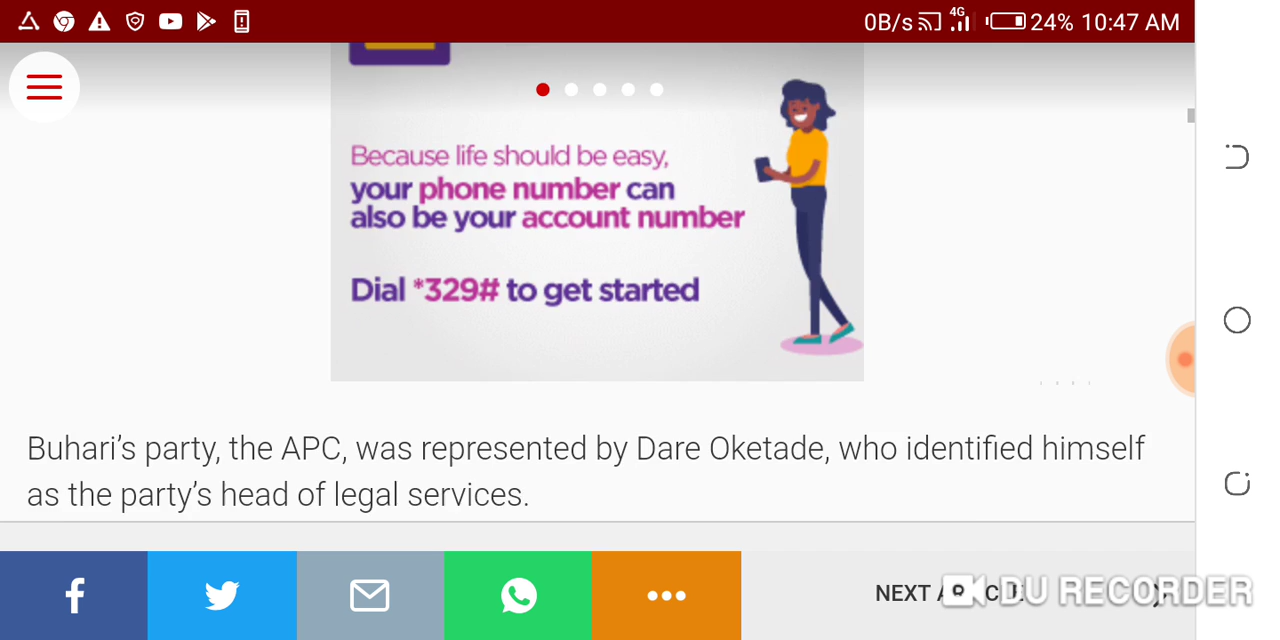 0B/s 4G 24% 10:47 AM
Because life should be easy,
your phone number can
also be your account number
Dial *329# to get started
Buhari’s party, the APC, was represented by Dare Oketade, who identified himself
as the party’s head of legal services.
NEXT ARTICLE
DU RECORDER